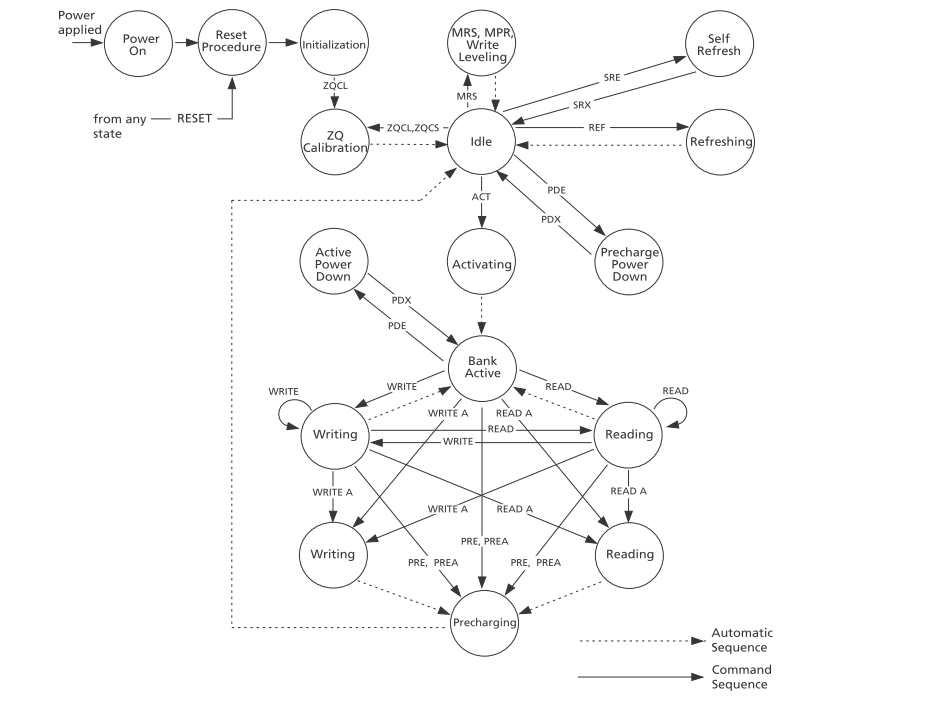 Power
applied
Power
On
Reset
Procedure
Initialization
MRS, MPR,
Write
Leveling
Self
Refresh
ZQCL
MRS
SRE
SRX
from any
state
RESET
ZQ
Calibration
ZQCL,ZQCS
Idle
REF
Refreshing
ACT
PDE
PDX
Active
Power
Down
Activating
Precharge
Power
Down
PDX
PDE
Bank
Active
WRITE
WRITE
READ
READ
WRITE A
READ A
Writing
READ
WRITE
Reading
WRITE A
READ A
WRITE A
READ A
Writing
PRE, PREA
PRE, PREA
PRE, PREA
Reading
Precharging
Automatic
Sequence
Command
Sequence